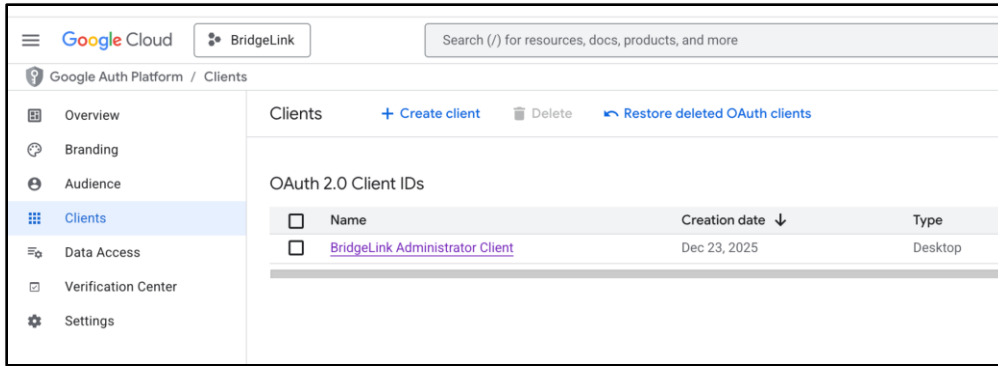 Google Cloud BridgeLink Search (/) for resources, docs, products, and more
Google Auth Platform / Clients
Overview
Branding
Audience
Clients
Data Access
Verification Center
Settings
Clients + Create client Delete Restore deleted OAuth clients
OAuth 2.0 Client IDs
Name Creation date Type
BridgeLink Administrator Client Dec 23, 2025 Desktop